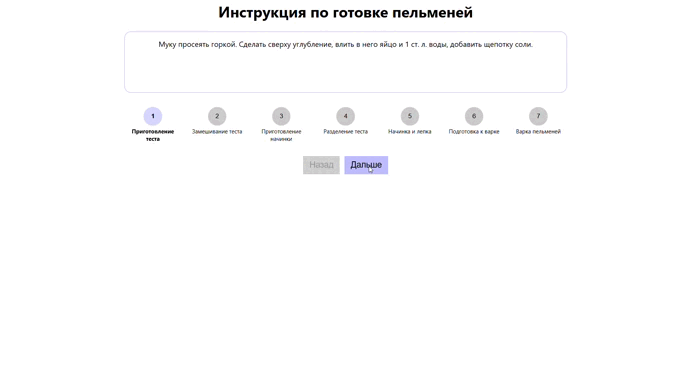 Инструкция по готовке пельменей
Муку просеять горкой. Сделать сверху углубление, влить в него яйцо и 1 ст. л. воды, добавить щепотку соли.
1 2 3 4 5 6 7
Приготовление теста Замешивание теста Приготовление начинки Разделение теста Начинка и лепка Подготовка к варке Варка пельменей
Назад Дальше